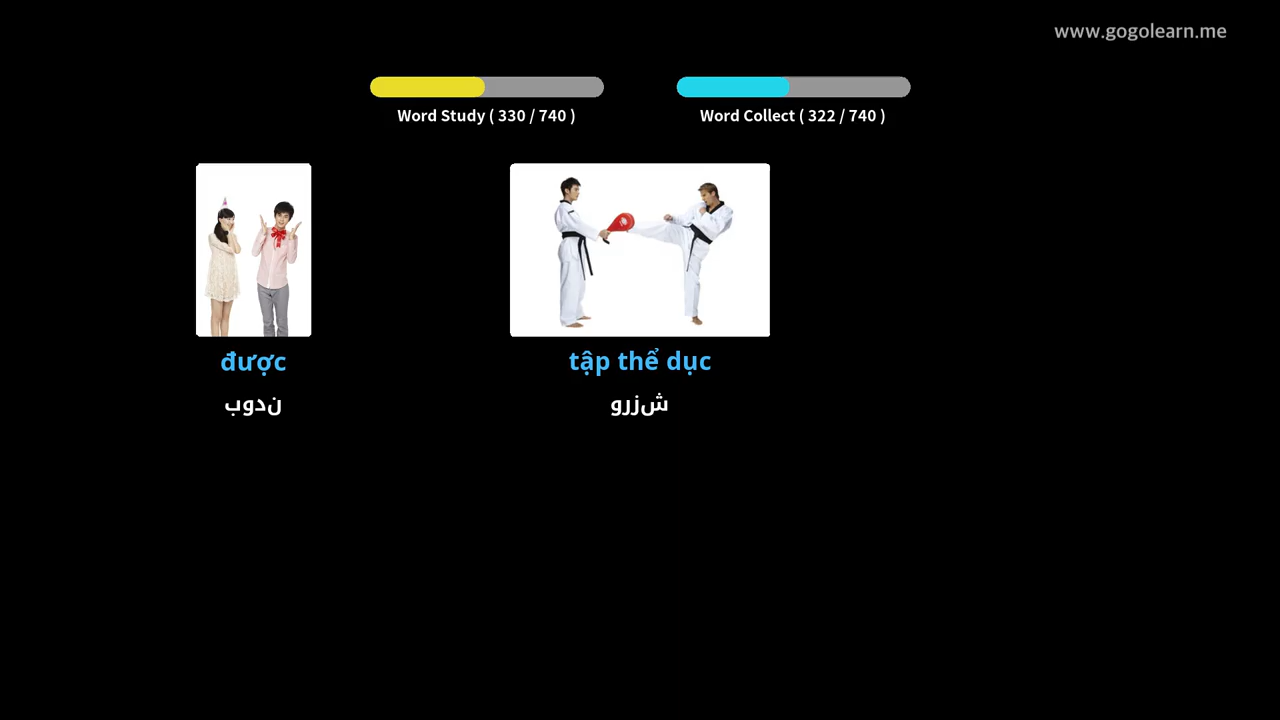 www.gogolearn.me
Word Study ( 330 / 740 )
Word Collect ( 322 / 740 )
được
ندوب
tập thể dục
شزرو